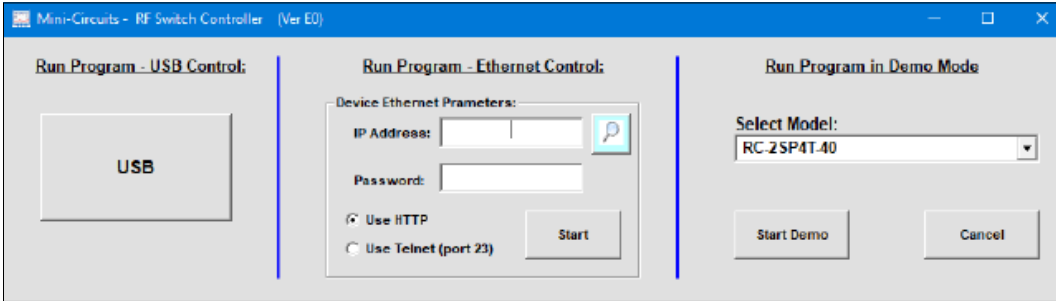 Mini-Circuits - RF Switch Controller (Ver E0)
Run Program - USB Control:
USB
Run Program - Ethernet Control:
Device Ethernet Prameters:
IP Address:
Password:
Use HTTP
Use Telnet (port 23)
Start
Run Program in Demo Mode
Select Model:
RC-2SP4T-40
Start Demo
Cancel